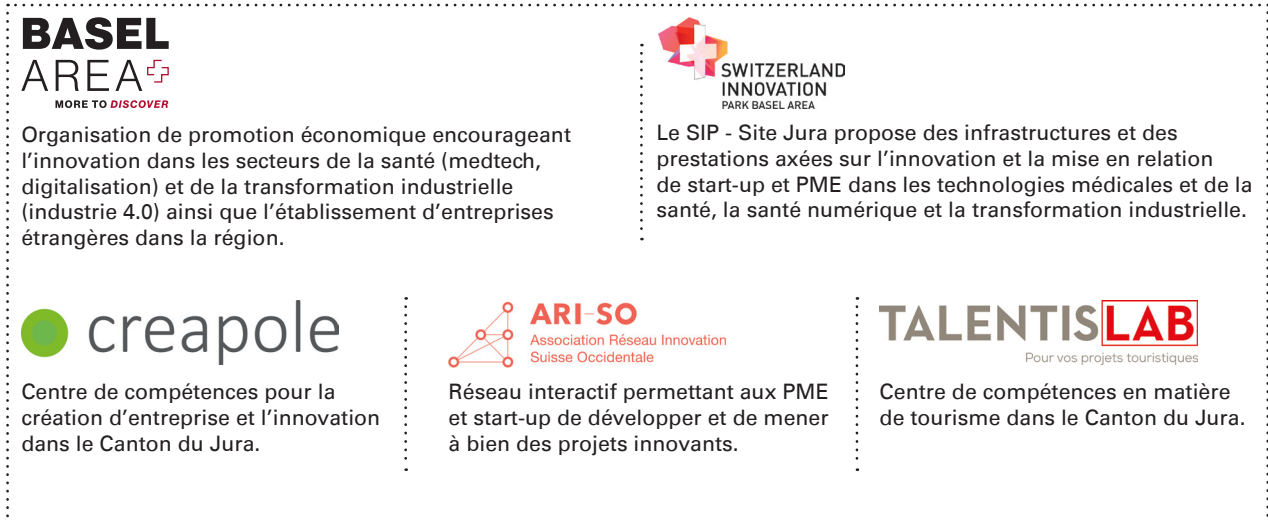 BASEL
AREA
MORE TO DISCOVER
Organisation de promotion économique encourageant
l’innovation dans les secteurs de la santé (medtech,
digitalisation) et de la transformation industrielle
(industrie 4.0) ainsi que l’établissement d’entreprises
étrangères dans la région.
SWITZERLAND
INNOVATION
PARK BASEL AREA
Le SIP - Site Jura propose des infrastructures et des
prestations axées sur l’innovation et la mise en relation
de start-up et PME dans les technologies médicales et de la
santé, la santé numérique et la transformation industrielle.
creapole
Centre de compétences pour la
création d’entreprise et l’innovation
dans le Canton du Jura.
ARI-SO
Association Réseau Innovation
Suisse Occidentale
Réseau interactif permettant aux PME
et start-up de développer et de mener
à bien des projets innovants.
TALENTISLAB
Pour vos projets touristiques
Centre de compétences en matière
de tourisme dans le Canton du Jura.